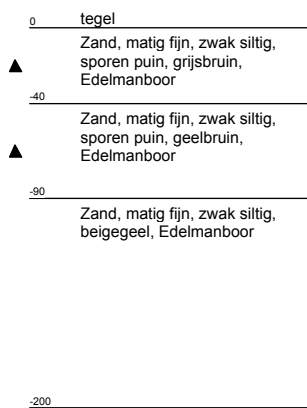 0 tegel
Zand, matig fijn, zwak siltig,
sporen puin, grijsbruin,
Edelmanboor
-40
Zand, matig fijn, zwak siltig,
sporen puin, geelbruin,
Edelmanboor
-90
Zand, matig fijn, zwak siltig,
beigegeel, Edelmanboor
-200